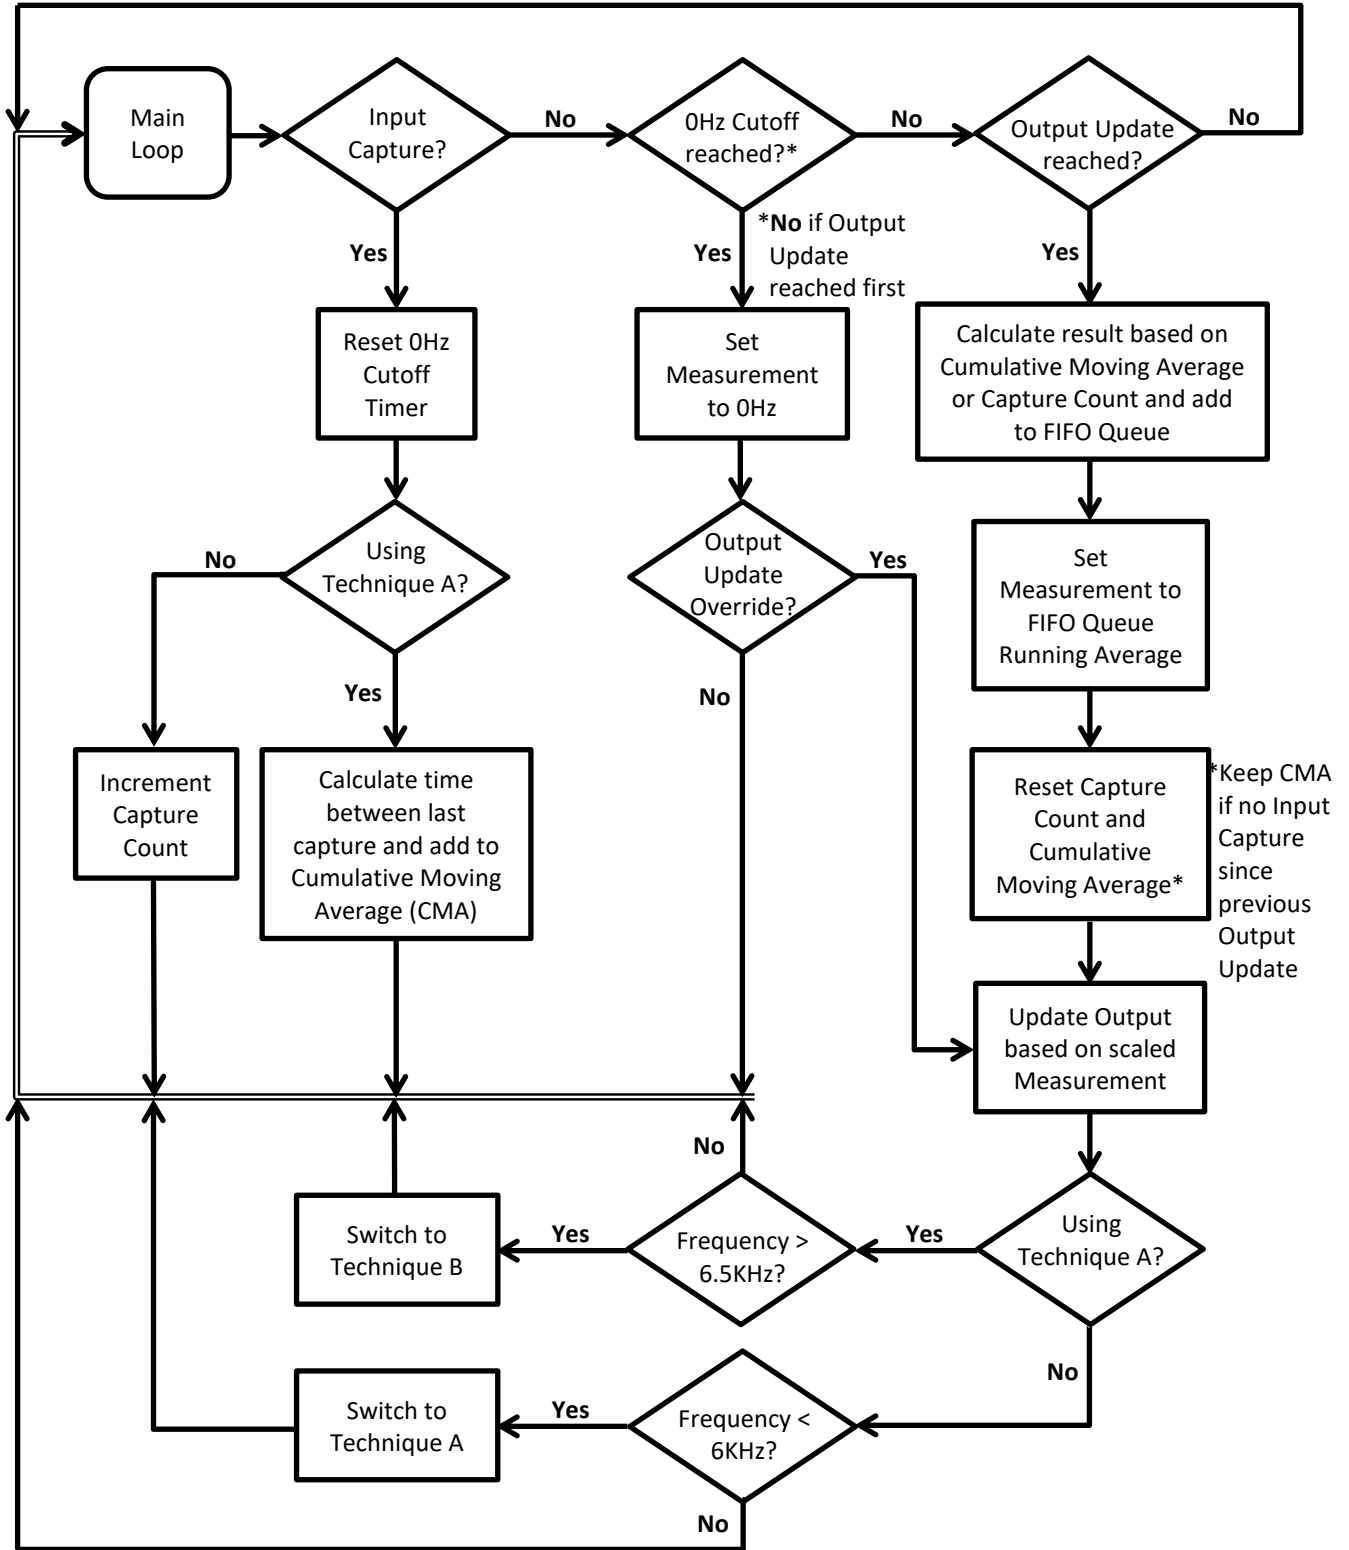 Main
Loop
Input
Capture?
No
0Hz Cutoff
reached?*
No
Output Update
reached?
No
Yes
Yes
*No if Output
Update
reached first
Yes
Reset 0Hz
Cutoff
Timer
Set
Measurement
to 0Hz
Calculate result based on
Cumulative Moving Average
or Capture Count and add
to FIFO Queue
No
Using
Technique A?
Yes
Output
Update
Override?
Yes
No
Set
Measurement to
FIFO Queue
Running Average
Increment
Capture
Count
Calculate time
between last
capture and add to
Cumulative Moving
Average (CMA)
Reset Capture
Count and
Cumulative
Moving Average*
*Keep CMA
if no Input
Capture
since
previous
Output
Update
Update Output
based on scaled
Measurement
No
Switch to
Technique B
Yes
Frequency >
6.5KHz?
Yes
Using
Technique A?
No
Switch to
Technique A
Yes
Frequency <
6KHz?
No